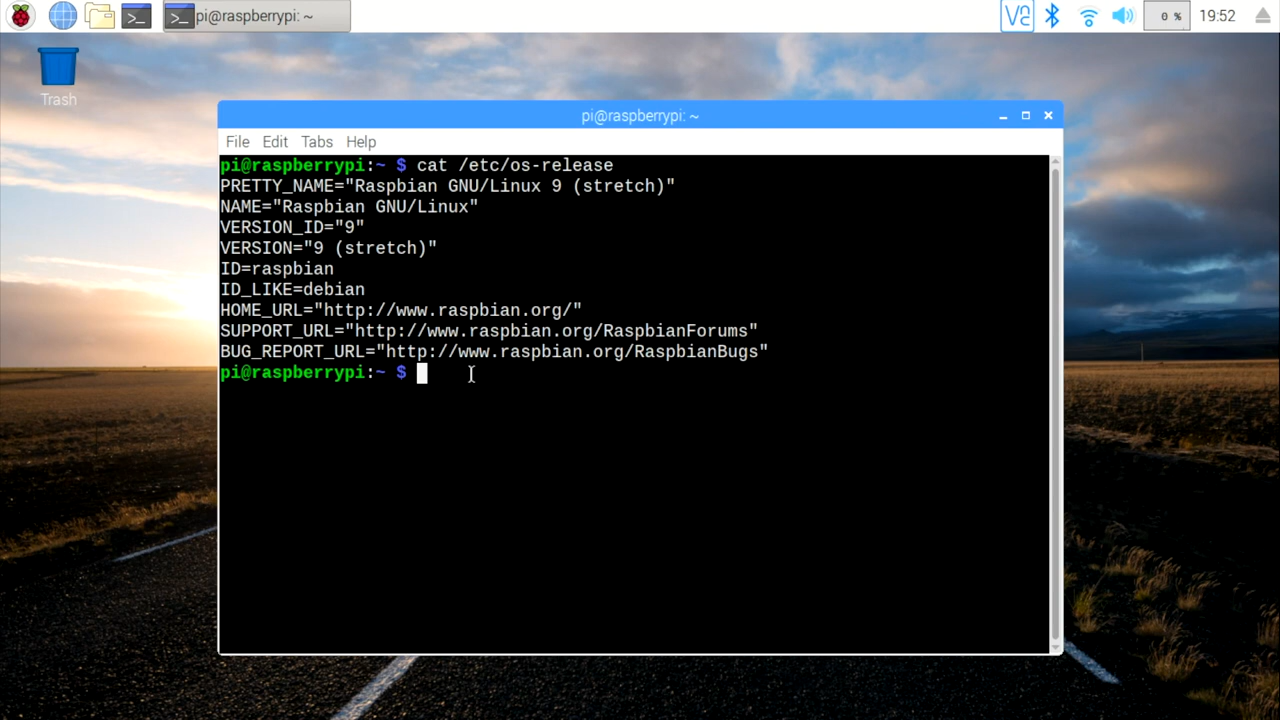 pi@raspberrypi: ~
V2
0 %
19:52
Trash
pi@raspberrypi: ~
File Edit Tabs Help
pi@raspberrypi:~ $ cat /etc/os-release
PRETTY_NAME="Raspbian GNU/Linux 9 (stretch)"
NAME="Raspbian GNU/Linux"
VERSION_ID="9"
VERSION="9 (stretch)"
ID=raspbian
ID_LIKE=debian
HOME_URL="http://www.raspbian.org/"
SUPPORT_URL="http://www.raspbian.org/RaspbianForums"
BUG_REPORT_URL="http://www.raspbian.org/RaspbianBugs"
pi@raspberrypi:~ $